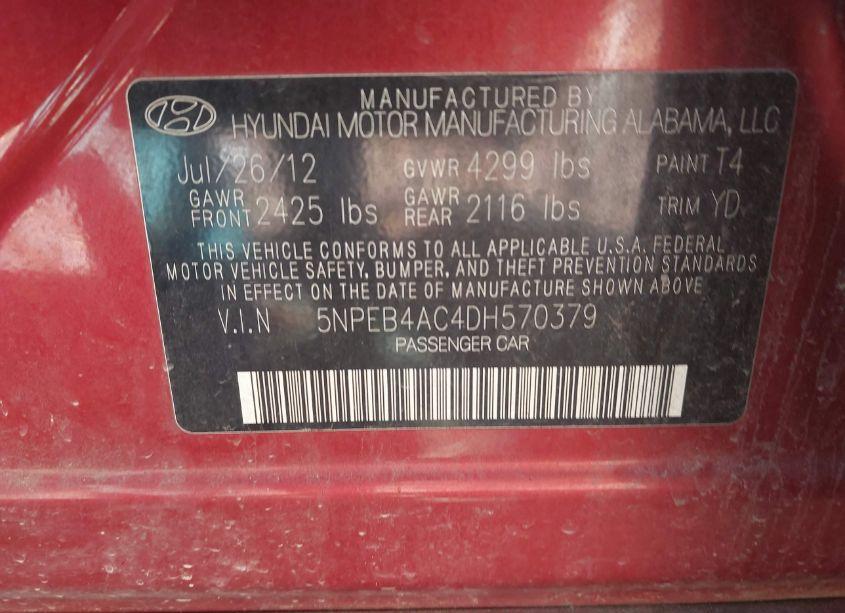 MANUFACTURED BY
HYUNDAI MOTOR MANUFACTURING ALABAMA, LLC
Jul/26/12 GVWR 4299 lbs PAINT T4
GAWR FRONT 2425 lbs GAWR REAR 2116 lbs TRIM YD
THIS VEHICLE CONFORMS TO ALL APPLICABLE U.S.A. FEDERAL
MOTOR VEHICLE SAFETY, BUMPER, AND THEFT PREVENTION STANDARDS
IN EFFECT ON THE DATE OF MANUFACTURE SHOWN ABOVE
V.I.N 5NPEB4AC4DH570379
PASSENGER CAR